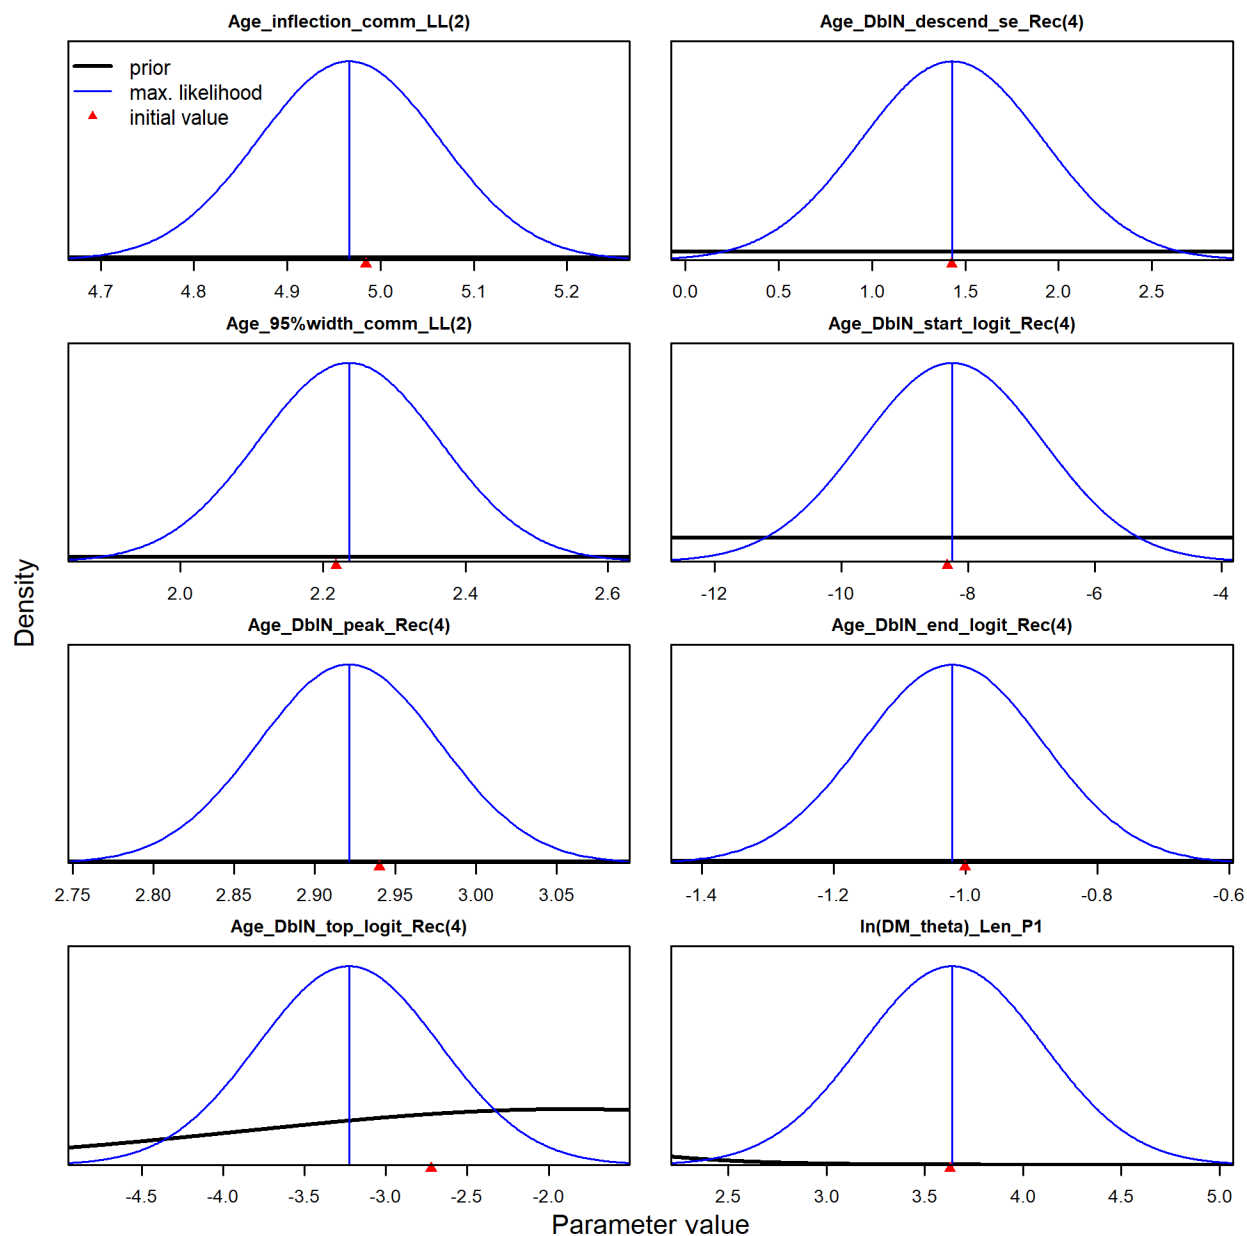 Age_inflection_comm_LL(2)
prior
max. likelihood
initial value
4.7 4.8 4.9 5.0 5.1 5.2
Age_DblN_descend_se_Rec(4)
0.0 0.5 1.0 1.5 2.0 2.5
Age_95%width_comm_LL(2)
2.0 2.2 2.4 2.6
Age_DblN_start_logit_Rec(4)
-12 -10 -8 -6 -4
Age_DblN_peak_Rec(4)
2.75 2.80 2.85 2.90 2.95 3.00 3.05
Age_DblN_end_logit_Rec(4)
-1.4 -1.2 -1.0 -0.8 -0.6
Age_DblN_top_logit_Rec(4)
-4.5 -4.0 -3.5 -3.0 -2.5 -2.0
ln(DM_theta)_Len_P1
2.5 3.0 3.5 4.0 4.5 5.0
Density
Parameter value